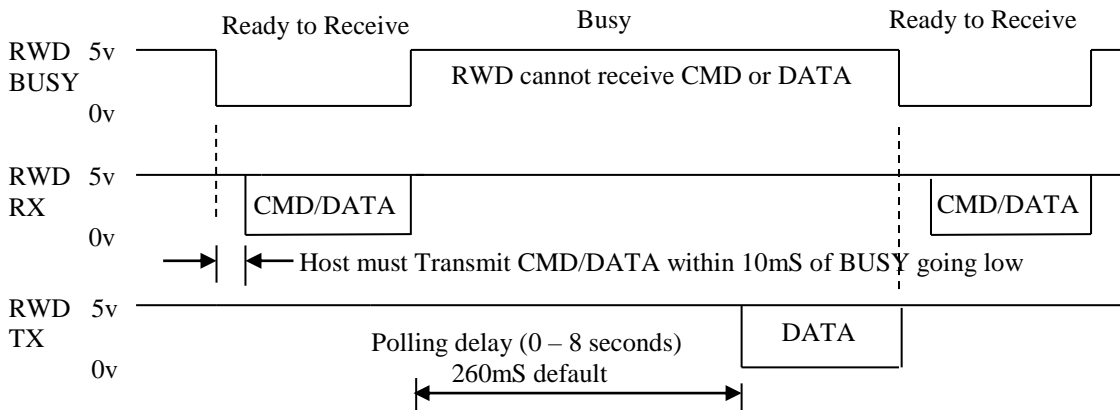 Ready to Receive
Busy
Ready to Receive
RWD 5v
BUSY
RWD cannot receive CMD or DATA
0v
RWD 5v
RX
CMD/DATA
CMD/DATA
0v
Host must Transmit CMD/DATA within 10mS of BUSY going low
RWD 5v
TX
DATA
Polling delay (0 – 8 seconds)
0v
260mS default